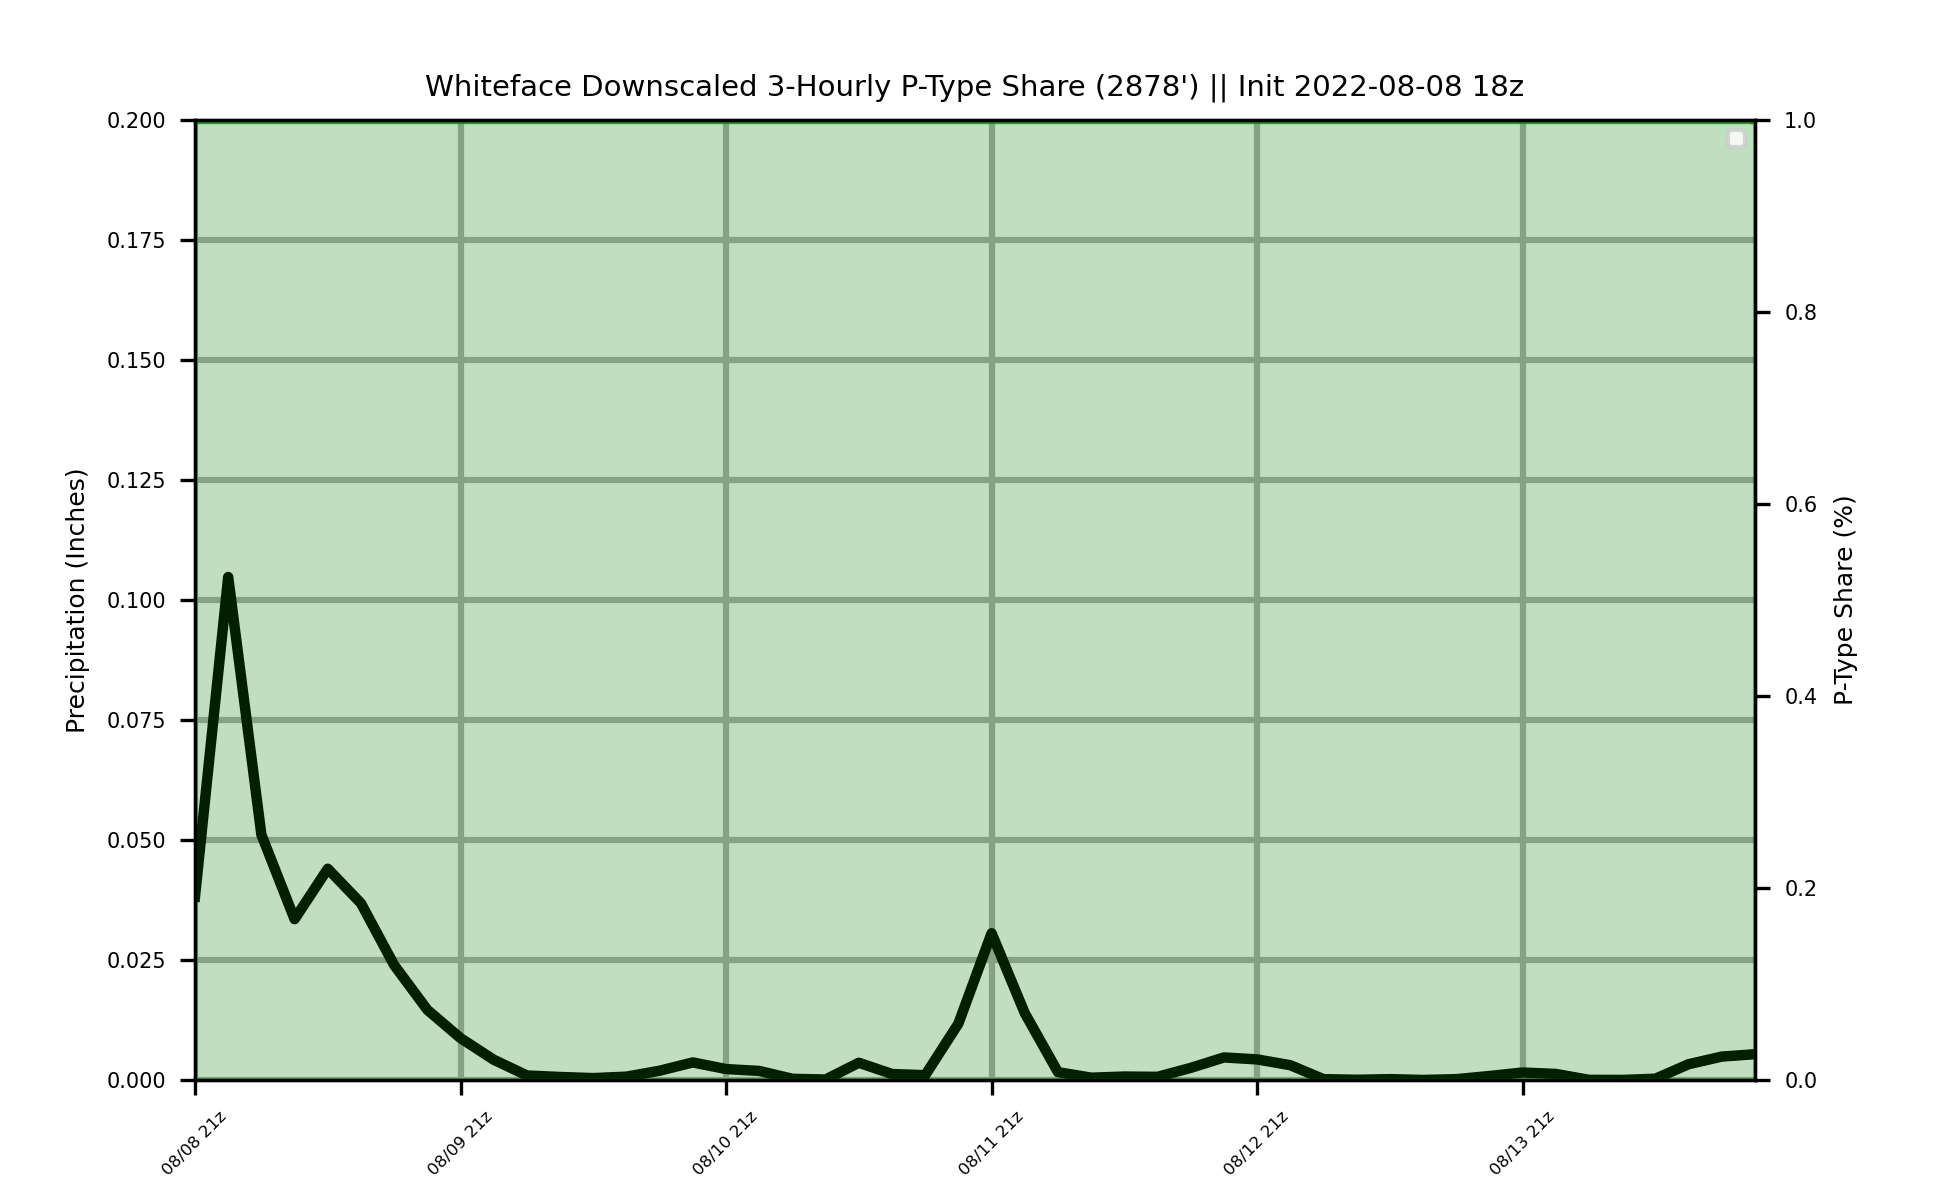 Whiteface Downscaled 3-Hourly P-Type Share (2878') || Init 2022-08-08 18z
0.200
0.175
0.150
0.125
0.100
0.075
0.050
0.025
0.000
Precipitation (Inches)
1.0
0.8
0.6
0.4
0.2
0.0
P-Type Share (%)
08/08 21z
08/09 21z
08/10 21z
08/11 21z
08/12 21z
08/13 21z